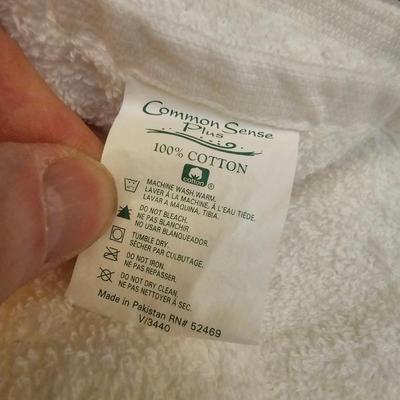 Common Sense
Plus
100% COTTON
cotton ®
MACHINE WASH WARM.
LAVER À LA MACHINE, À L'EAU TIÉDE.
LAVAR A MÁQUINA, TIBIA.
DO NOT BLEACH.
NE PAS BLANCHIR.
NO USAR BLANQUEADOR.
TUMBLE DRY.
SÉCHER PAR CULBUTAGE.
DO NOT IRON.
NE PAS REPASSER.
DO NOT DRY CLEAN.
NE PAS NETTOYER À SEC.
Made in Pakistan RN# 52469
V/3440